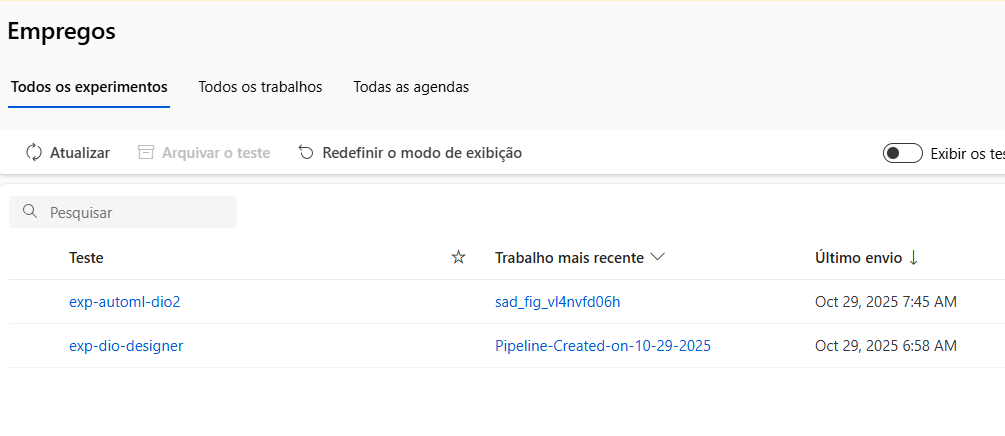 Empregos
Todos os experimentos Todos os trabalhos Todas as agendas
Atualizar Arquivar o teste Redefinir o modo de exibição Exibir os tes
Pesquisar
Teste Trabalho mais recente Último envio
exp-automl-dio2 sad_fig_vl4nvfd06h Oct 29, 2025 7:45 AM
exp-dio-designer Pipeline-Created-on-10-29-2025 Oct 29, 2025 6:58 AM